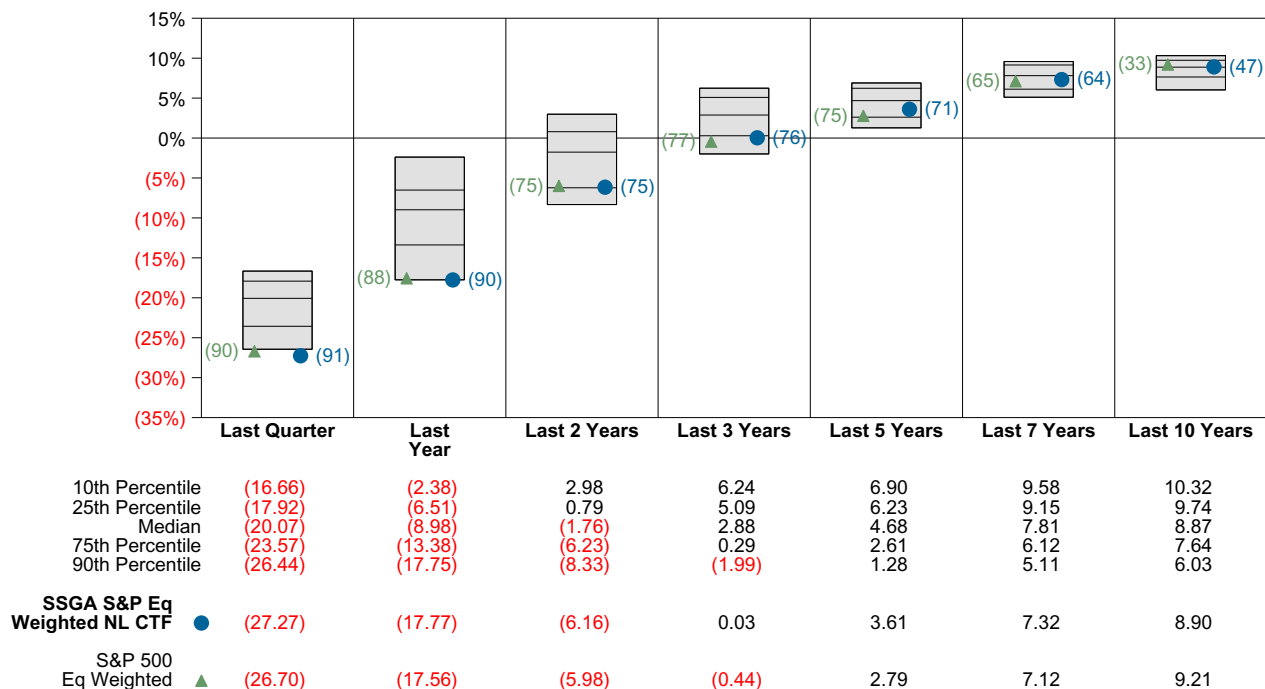 15%
10%
5%
0%
(5%)
(10%)
(15%)
(20%)
(25%)
(30%)
(35%)
(90) (91)
(88) (90)
(75) (75)
(77) (76)
(75) (71)
(65) (64)
(33) (47)
Last Quarter Last Year Last 2 Years Last 3 Years Last 5 Years Last 7 Years Last 10 Years
10th Percentile (16.66) (2.38) 2.98 6.24 6.90 9.58 10.32
25th Percentile (17.92) (6.51) 0.79 5.09 6.23 9.15 9.74
Median (20.07) (8.98) (1.76) 2.88 4.68 7.81 8.87
75th Percentile (23.57) (13.38) (6.23) 0.29 2.61 6.12 7.64
90th Percentile (26.44) (17.75) (8.33) (1.99) 1.28 5.11 6.03
SSGA S&P Eq
Weighted NL CTF (27.27) (17.77) (6.16) 0.03 3.61 7.32 8.90
S&P 500
Eq Weighted (26.70) (17.56) (5.98) (0.44) 2.79 7.12 9.21